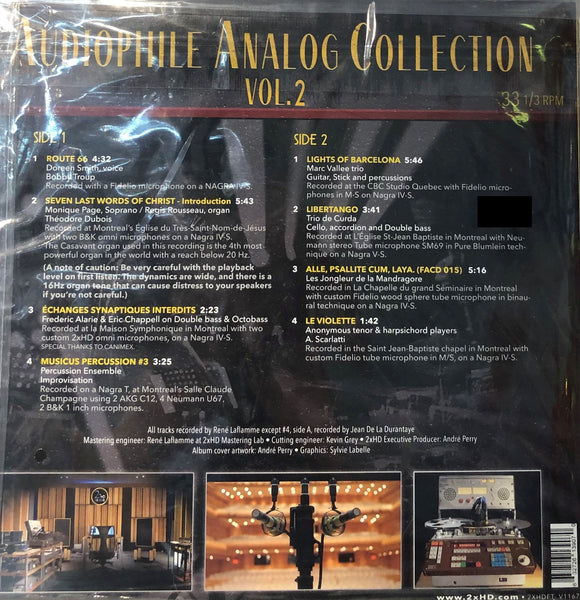 AUDIOPHILE ANALOG COLLECTION
VOL.2
33 1/3 RPM
SIDE 1
1 ROUTE 66 4:32
Doreen Smith, voice
Bobby Troup
Recorded with a Fidelio microphone on a NAGRA IV-S.
2 SEVEN LAST WORDS OF CHRIST - Introduction 5:43
Monique Page, Soprano / Regis Rousseau, organ
Théodore Dubois
Recorded at Montreal's Église du Très-Saint-Nom-de-Jésus
with two B&K omni microphones on a Nagra IV-S.
The Casavant organ used in this recording is the 4th most-
powerful organ in the world with a reach below 20 Hz.
(A note of caution: Be very careful with the playback
level on first listen. The dynamics are wide, and there is a
16Hz organ tone that can cause distress to your speakers
if you're not careful.)
3 ÉCHANGES SYNAPTIQUES INTERDITS 2:23
Frederic Alarie & Eric Chappell on Double bass & Octobass
Recorded at la Maison Symphonique in Montreal with two
custom 2xHD omni microphones, on a Nagra IV-S.
SPECIAL THANKS TO CANIMEX.
4 MUSICUS PERCUSSION #3 3:25
Percussion Ensemble
Improvisation
Recorded on a Nagra T, at Montreal's Salle Claude
Champagne using 2 AKG C12, 4 Neumann U67,
2 B&K 1 inch microphones.
SIDE 2
1 LIGHTS OF BARCELONA 5:46
Marc Vallee trio
Guitar, Stick and percussions
Recorded at the CBC Studio Quebec with Fidelio micro-
phones in M-S on Nagra IV-S.
2 LIBERTANGO 3:41
Trio de Curda
Cello, accordion and Double bass
Recorded at L'Église St-Jean Baptiste in Montreal with Neu-
mann stereo Tube microphone SM69 in Pure Blumlein tech-
nique on a Nagra V-S.
3 ALLE, PSALLITE CUM, LAYA. (FACD 015) 5:16
Les Jongleur de la Mandragore
Recorded in La Chapelle du grand Séminaire in Montreal
with custom Fidelio wood sphere tube microphone in binau-
ral technique on a Nagra IV-S.
4 LE VIOLETTE 1:42
Anonymous tenor & harpsichord players
A. Scarlatti
Recorded in the Saint Jean-Baptiste chapel in Montreal with
custom Fidelio tube microphone in M/S, on a Nagra IV-S.
All tracks recorded by René Laflamme except #4, side A, recorded by Jean De La Durantaye
Mastering engineer: René Laflamme at 2xHD Mastering Lab • Cutting engineer: Kevin Grey • 2xHD Executive Producer: André Perry
Album cover artwork: André Perry • Graphics: Sylvie Labelle
www.2xHD.com • 2XHDFT_V1167